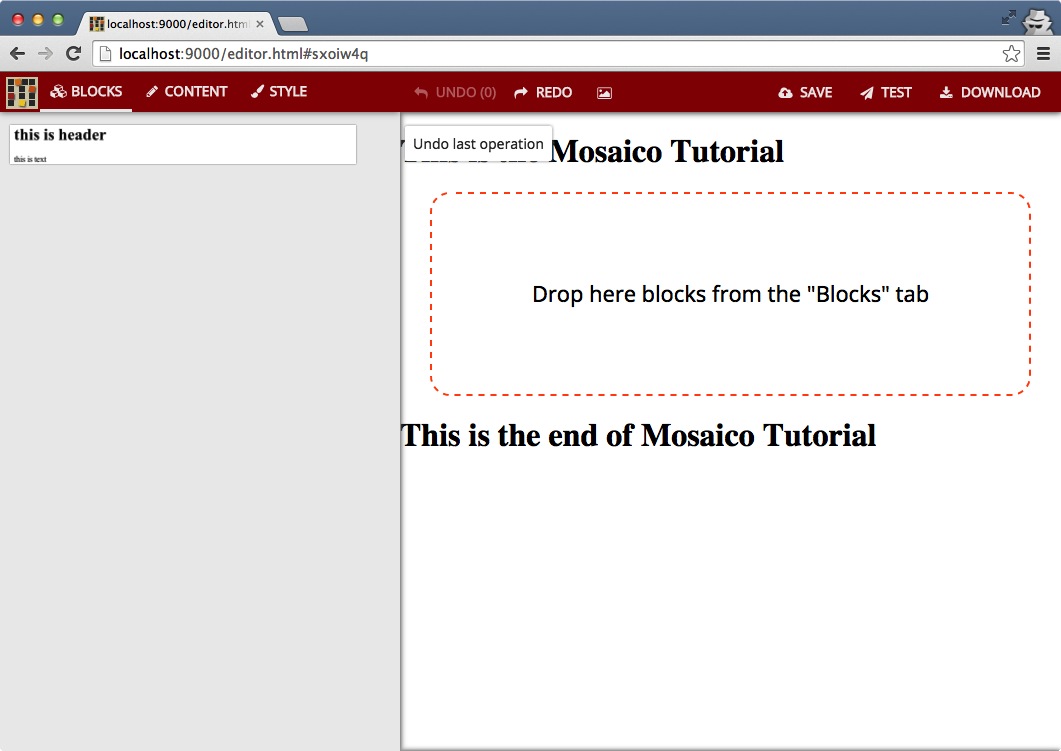 localhost:9000/editor.htm
localhost:9000/editor.html#sxoiw4q
BLOCKS CONTENT STYLE UNDO (0) REDO SAVE TEST DOWNLOAD
this is header
this is text
Undo last operation
Mosaico Tutorial
Drop here blocks from the "Blocks" tab
This is the end of Mosaico Tutorial